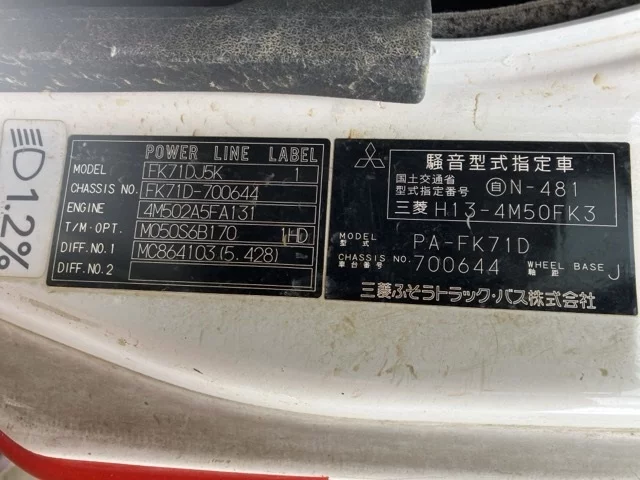 1.2%
POWER LINE LABEL
MODEL FK71DJ5K 1
CHASSIS NO. FK71D-700644
ENGINE 4M502A5FA131
T/M·OPT. M050S6B170 1HD
DIFF.NO.1 MC864103(5.428)
DIFF.NO.2
騒音型式指定車
国土交通省
型式指定番号 自N-481
三菱 H13-4M50FK3
MODEL PA-FK71D
型式
CHASSIS NO. 700644 WHEEL BASE J
車台番号 軸距
三菱ふそうトラック・バス株式会社